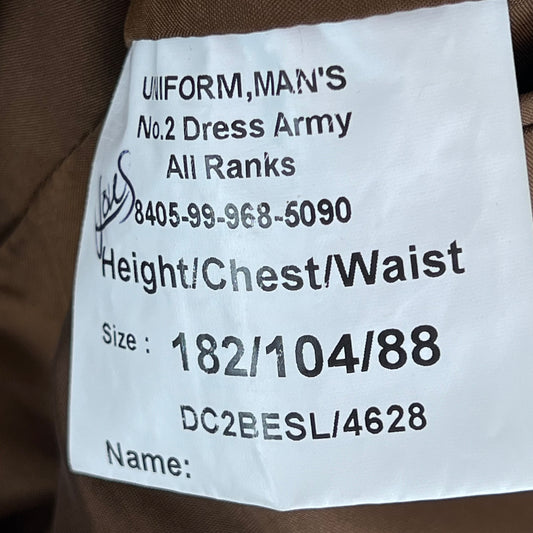 UNIFORM,MAN'S
No.2 Dress Army
All Ranks
8405-99-968-5090
Height/Chest/Waist
Size : 182/104/88
DC2BESL/4628
Name: